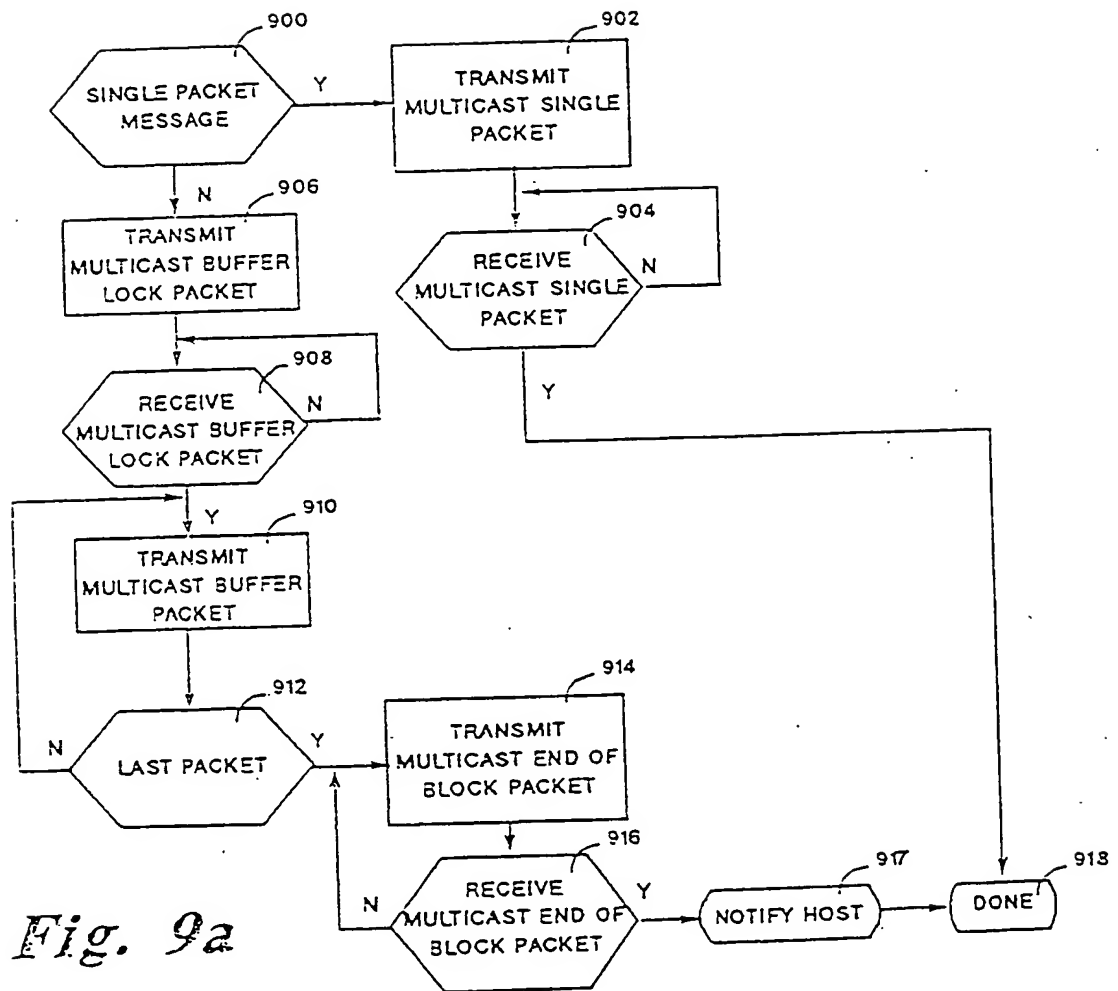 900
SINGLE PACKET
MESSAGE
Y
902
TRANSMIT
MULTICAST SINGLE
PACKET
N
904
RECEIVE
MULTICAST SINGLE
PACKET
N
Y
906
TRANSMIT
MULTICAST BUFFER
LOCK PACKET
908
RECEIVE
MULTICAST BUFFER
LOCK PACKET
N
Y
910
TRANSMIT
MULTICAST BUFFER
PACKET
912
LAST PACKET
N
Y
914
TRANSMIT
MULTICAST END OF
BLOCK PACKET
916
RECEIVE
MULTICAST END OF
BLOCK PACKET
N
Y
917
NOTIFY HOST
918
DONE
Fig. 9a